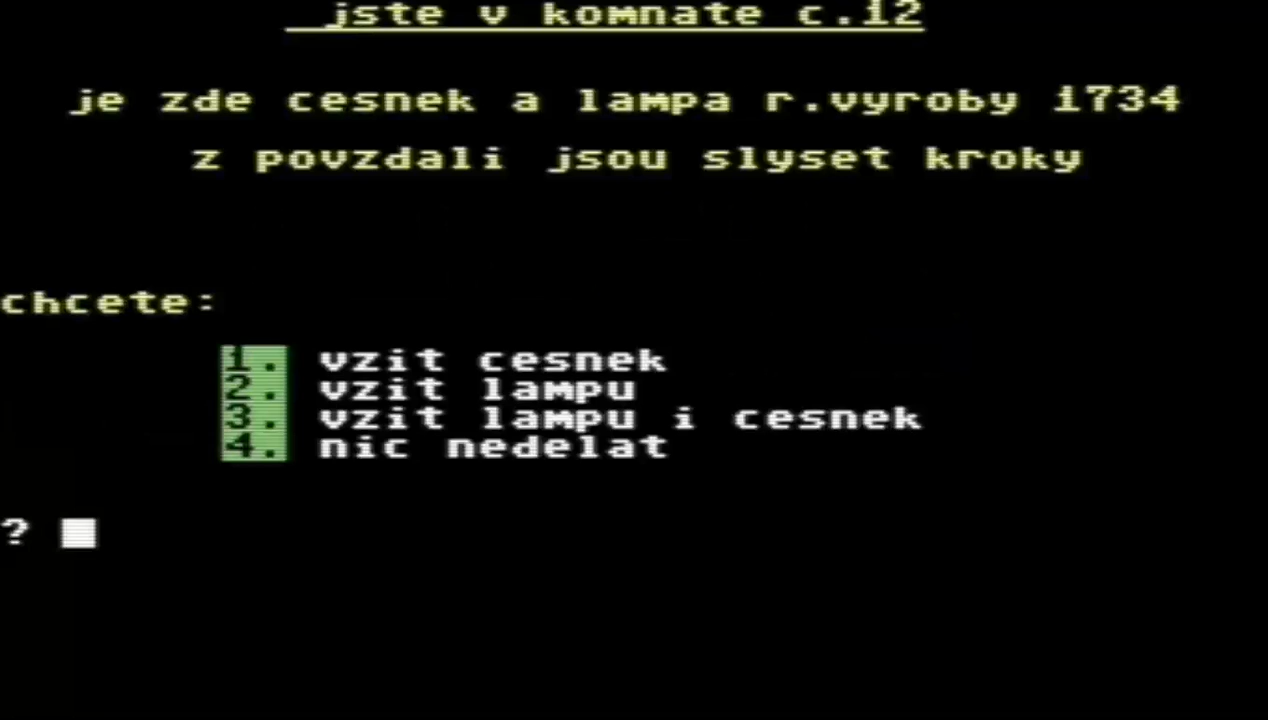 jste v komnate c.12
je zde cesnek a lampa r.vyroby 1734
z povzdali jsou slyset kroky
chcete:
1. vzit cesnek
2. vzit lampu
3. vzit lampu i cesnek
4. nic nedelat
?